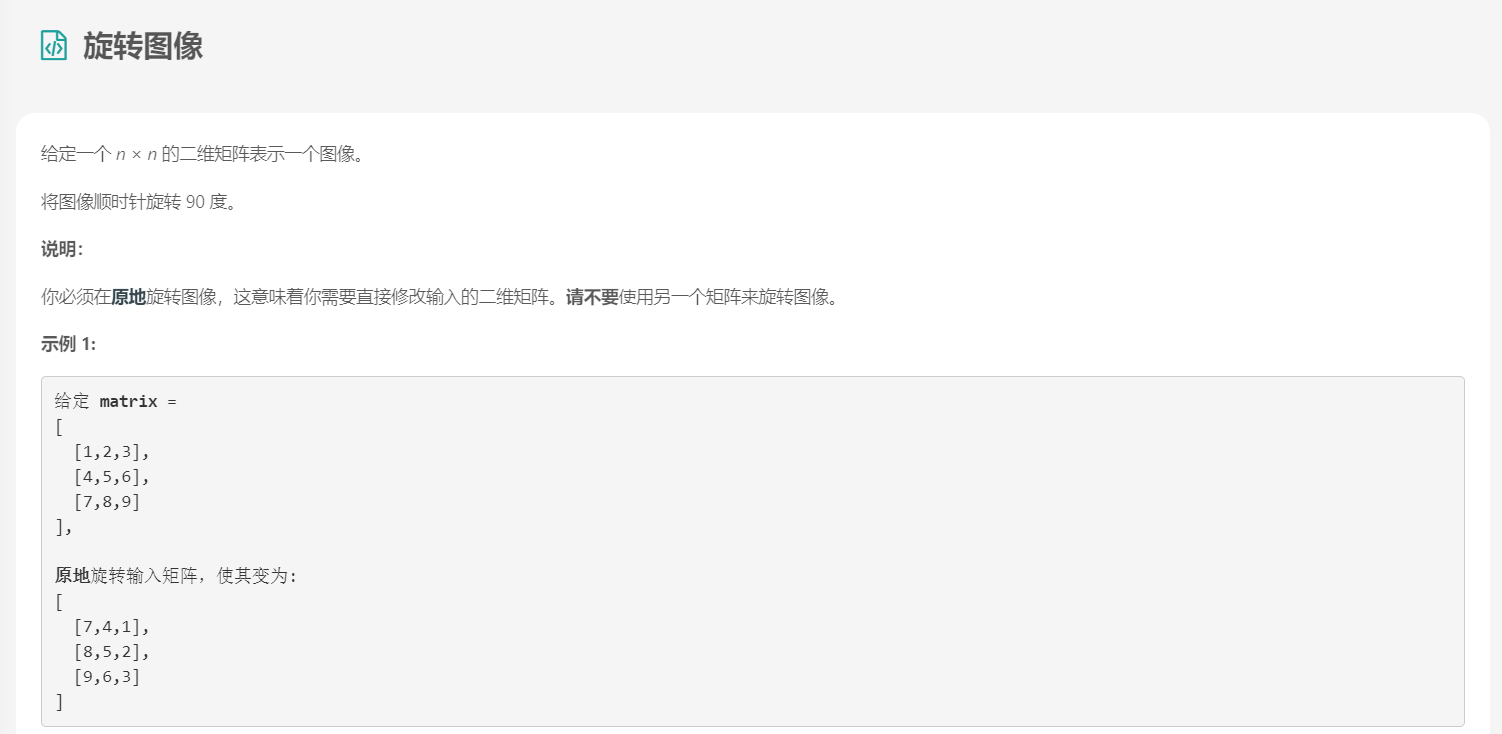 旋转图像
给定一个 n × n 的二维矩阵表示一个图像。
将图像顺时针旋转 90 度。
说明：
你必须在原地旋转图像，这意味着你需要直接修改输入的二维矩阵。请不要使用另一个矩阵来旋转图像。
示例 1:
给定 matrix =
[
[1,2,3],
[4,5,6],
[7,8,9]
],
原地旋转输入矩阵，使其变为:
[
[7,4,1],
[8,5,2],
[9,6,3]
]